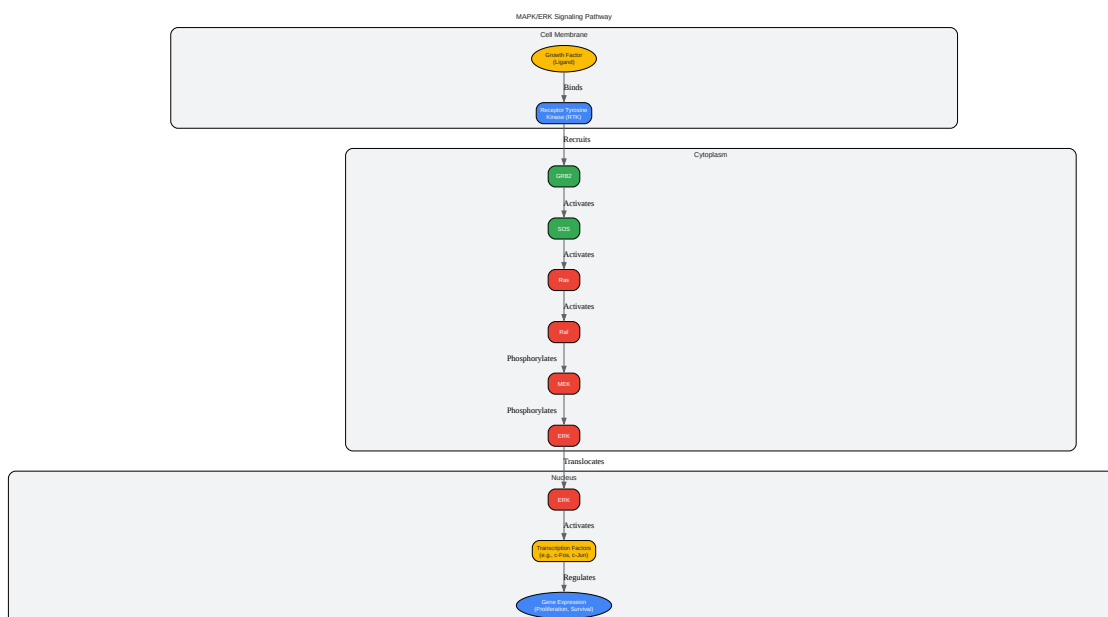 MAPK/ERK Signaling Pathway
Cell Membrane
Growth Factor
(Ligand)
Binds
Receptor Tyrosine
Kinase (RTK)
Recruits
Cytoplasm
GRB2
Activates
SOS
Activates
Ras
Activates
Raf
Phosphorylates
MEK
Phosphorylates
ERK
Translocates
Nucleus
ERK
Activates
Transcription Factors
(e.g., c-Fos, c-Jun)
Regulates
Gene Expression
(Proliferation, Survival)